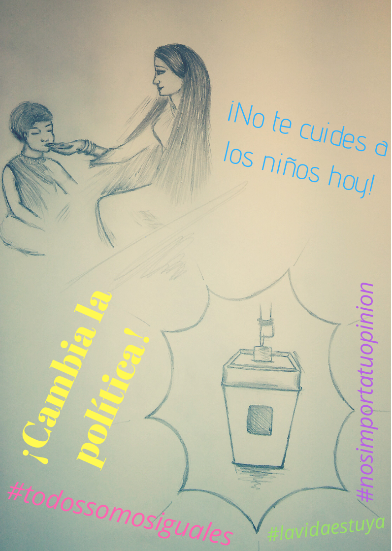 ¡No te cuides a
los niños hoy!
¡Cambia la
política!
#nosimportatuopinion
#todossomosiguales
#lavidaestuya